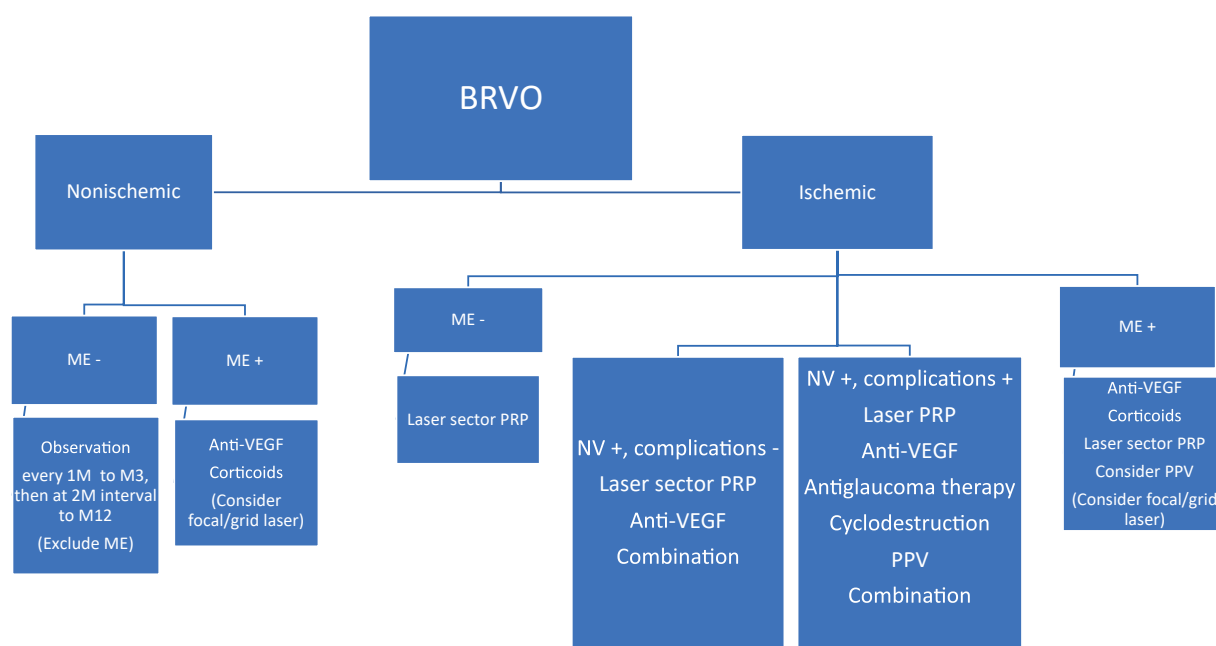 BRVO
Nonischemic
Ischemic
ME -
ME +
ME -
ME +
Observation
every 1M to M3,
then at 2M interval
to M12
(Exclude ME)
Anti-VEGF
Corticoids
(Consider
focal/grid laser)
Laser sector PRP
NV +, complications -
Laser sector PRP
Anti-VEGF
Combination
NV +, complications +
Laser PRP
Anti-VEGF
Antiglaucoma therapy
Cyclodestruction
PPV
Combination
Anti-VEGF
Corticoids
Laser sector PRP
Consider PPV
(Consider focal/grid
laser)